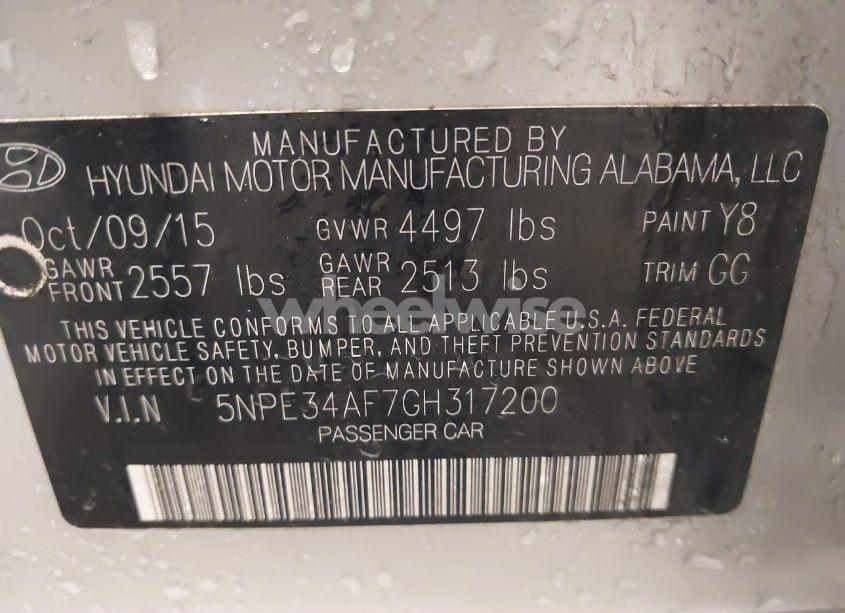 MANUFACTURED BY
HYUNDAI MOTOR MANUFACTURING ALABAMA, LLC
Oct/09/15 GVWR 4497 lbs PAINT Y8
GAWR FRONT 2557 lbs GAWR REAR 2513 lbs TRIM GG
wheelwise
THIS VEHICLE CONFORMS TO ALL APPLICABLE U.S.A. FEDERAL
MOTOR VEHICLE SAFETY, BUMPER, AND THEFT PREVENTION STANDARDS
IN EFFECT ON THE DATE OF MANUFACTURE SHOWN ABOVE
V.I.N 5NPE34AF7GH317200
PASSENGER CAR